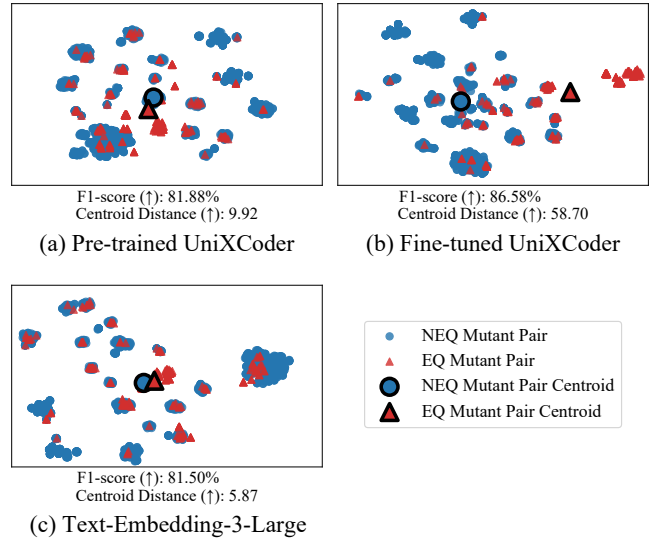 F1-score (↑): 81.88%
Centroid Distance (↑): 9.92
(a) Pre-trained UniXCoder
F1-score (↑): 86.58%
Centroid Distance (↑): 58.70
(b) Fine-tuned UniXCoder
F1-score (↑): 81.50%
Centroid Distance (↑): 5.87
(c) Text-Embedding-3-Large
NEQ Mutant Pair
EQ Mutant Pair
NEQ Mutant Pair Centroid
EQ Mutant Pair Centroid